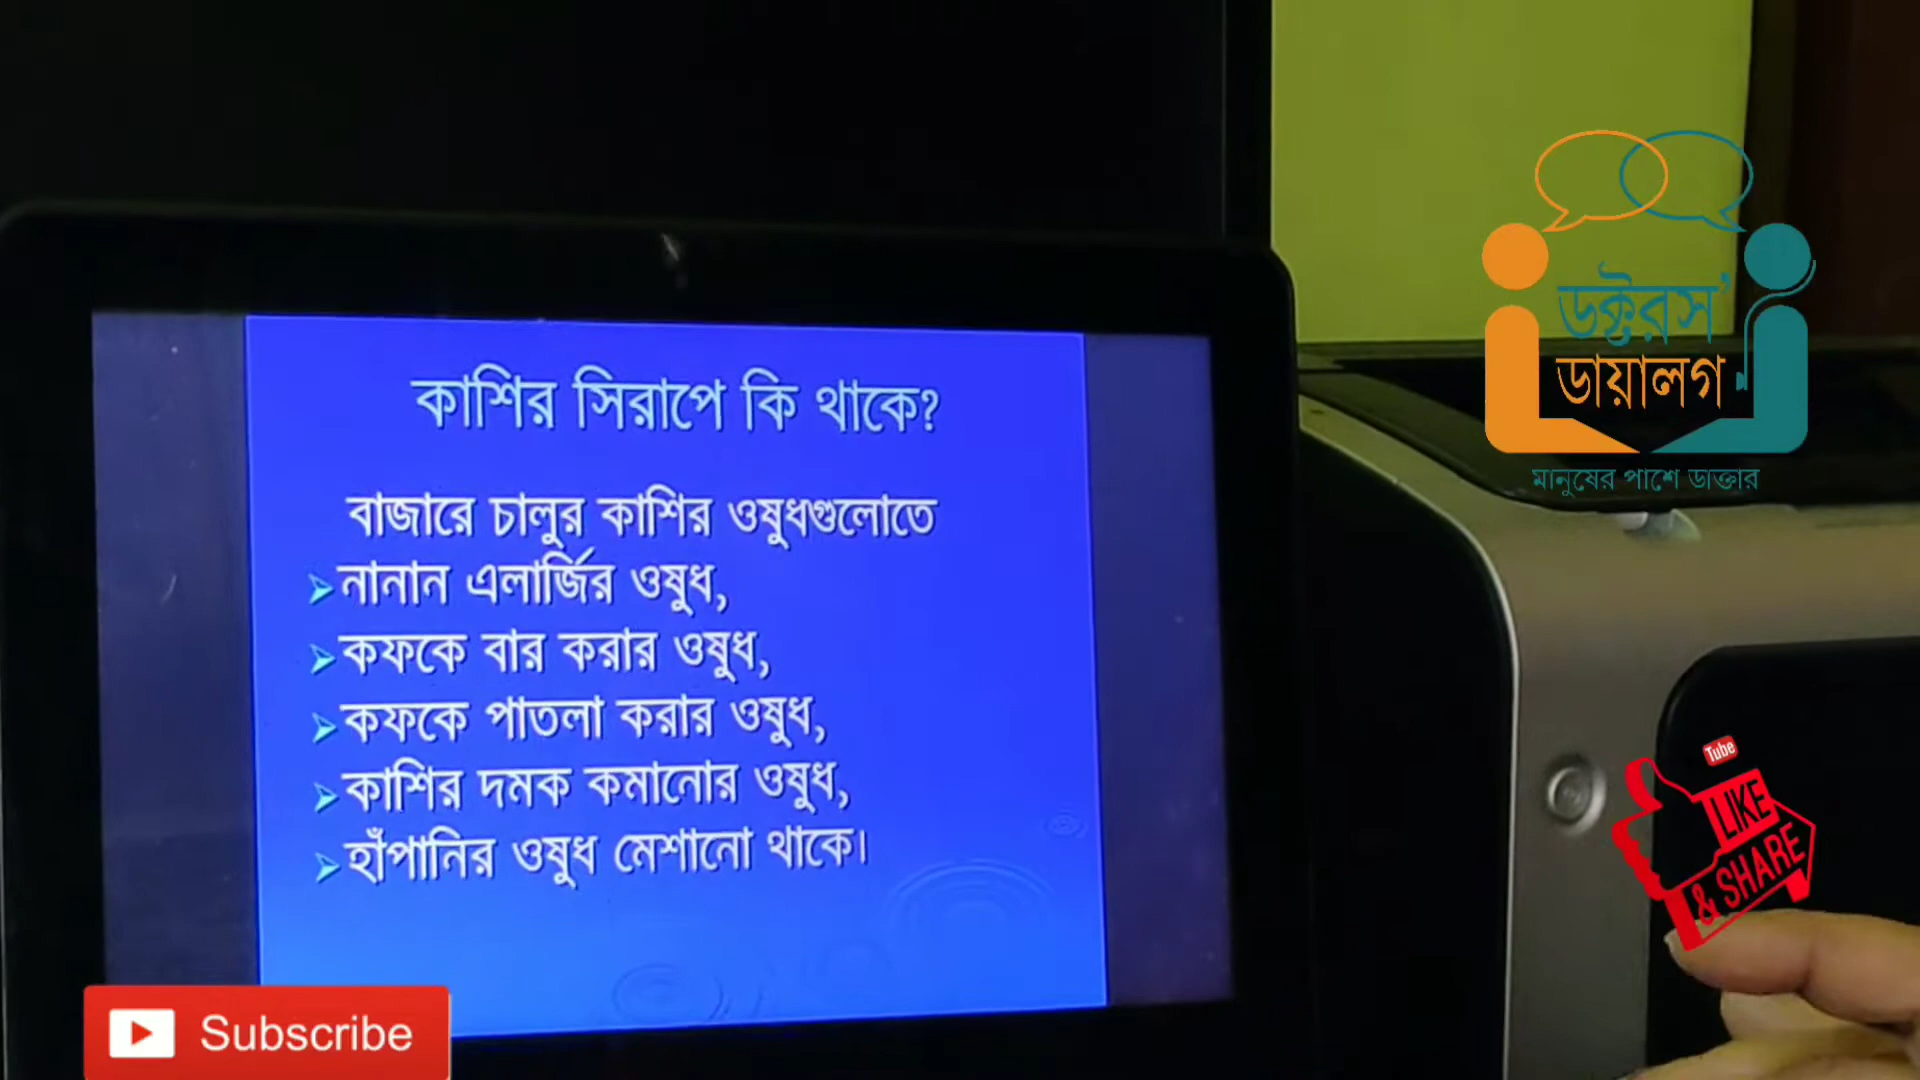 কাশির সিরাপে কি থাকে?
বাজারে চালুর কাশির ওষুধগুলোতে
নানান এলার্জির ওষুধ,
কফকে বার করার ওষুধ,
কফকে পাতলা করার ওষুধ,
কাশির দমক কমানোর ওষুধ,
হাঁপানির ওষুধ মেশানো থাকে।
ডক্টরস'
ডায়ালগ
মানুষের পাশে ডাক্তার
Tube
LIKE
& SHARE
Subscribe